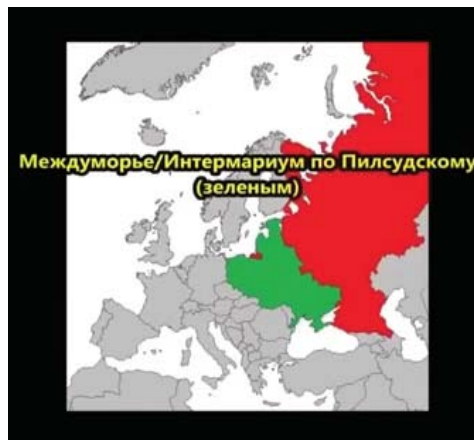 Междуморье/Интермариум по Пилсудскому
(зеленым)